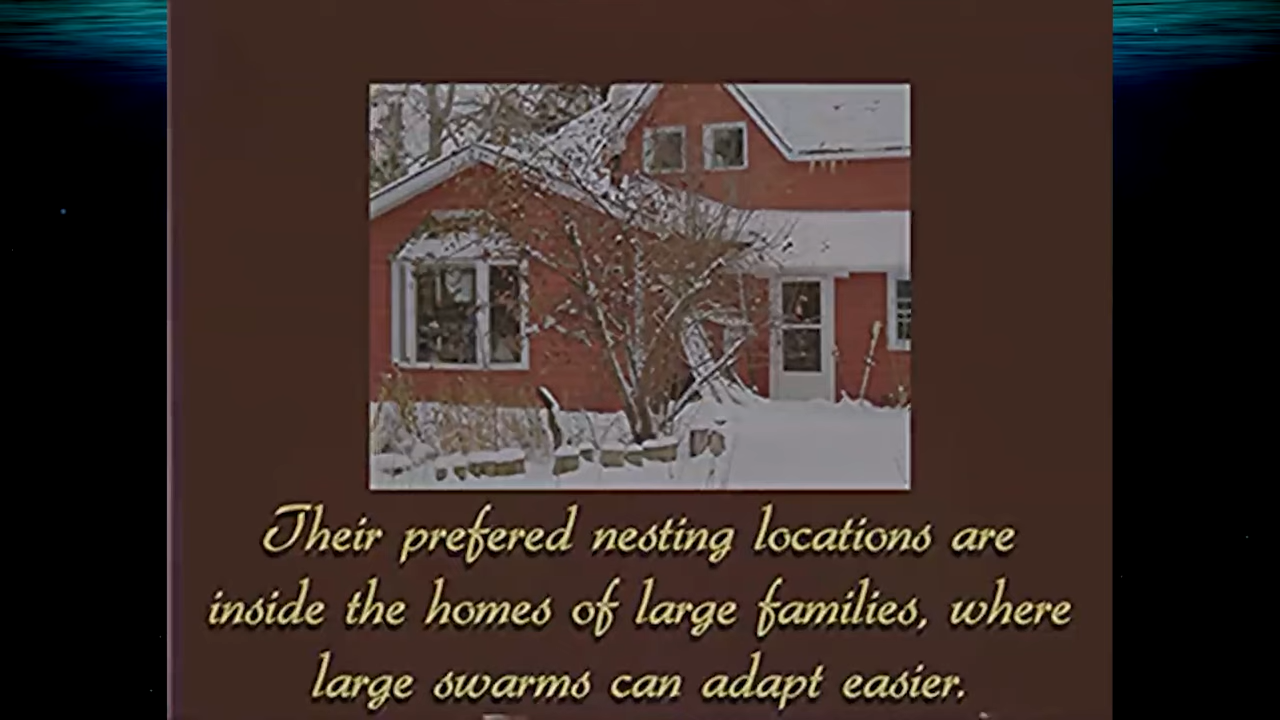 Their prefered nesting locations are
inside the homes of large families, where
large swarms can adapt easier.